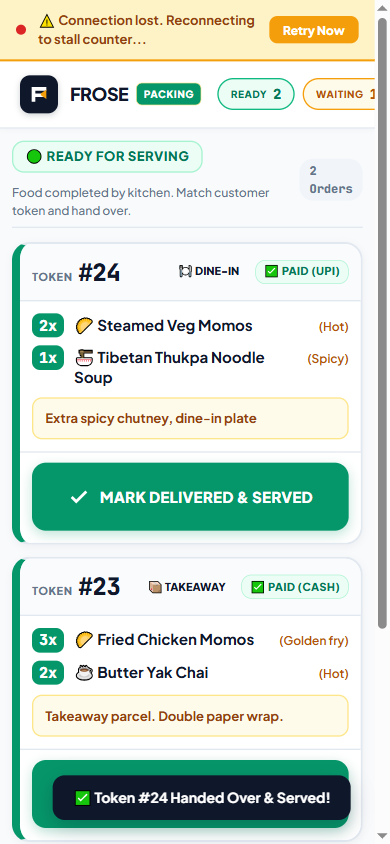 ⚠️ Connection lost. Reconnecting
to stall counter...
Retry Now
F FROSE PACKING READY 2 WAITING
READY FOR SERVING
2
Orders
Food completed by kitchen. Match customer
token and hand over.
TOKEN #24 🍽️ DINE-IN ✅ PAID (UPI)
2x 🥟 Steamed Veg Momos (Hot)
1x 🍜 Tibetan Thukpa Noodle (Spicy)
Soup
Extra spicy chutney, dine-in plate
✓ MARK DELIVERED & SERVED
TOKEN #23 📦 TAKEAWAY ✅ PAID (CASH)
3x 🥟 Fried Chicken Momos (Golden fry)
2x ☕ Butter Yak Chai (Hot)
Takeaway parcel. Double paper wrap.
✅ Token #24 Handed Over & Served!